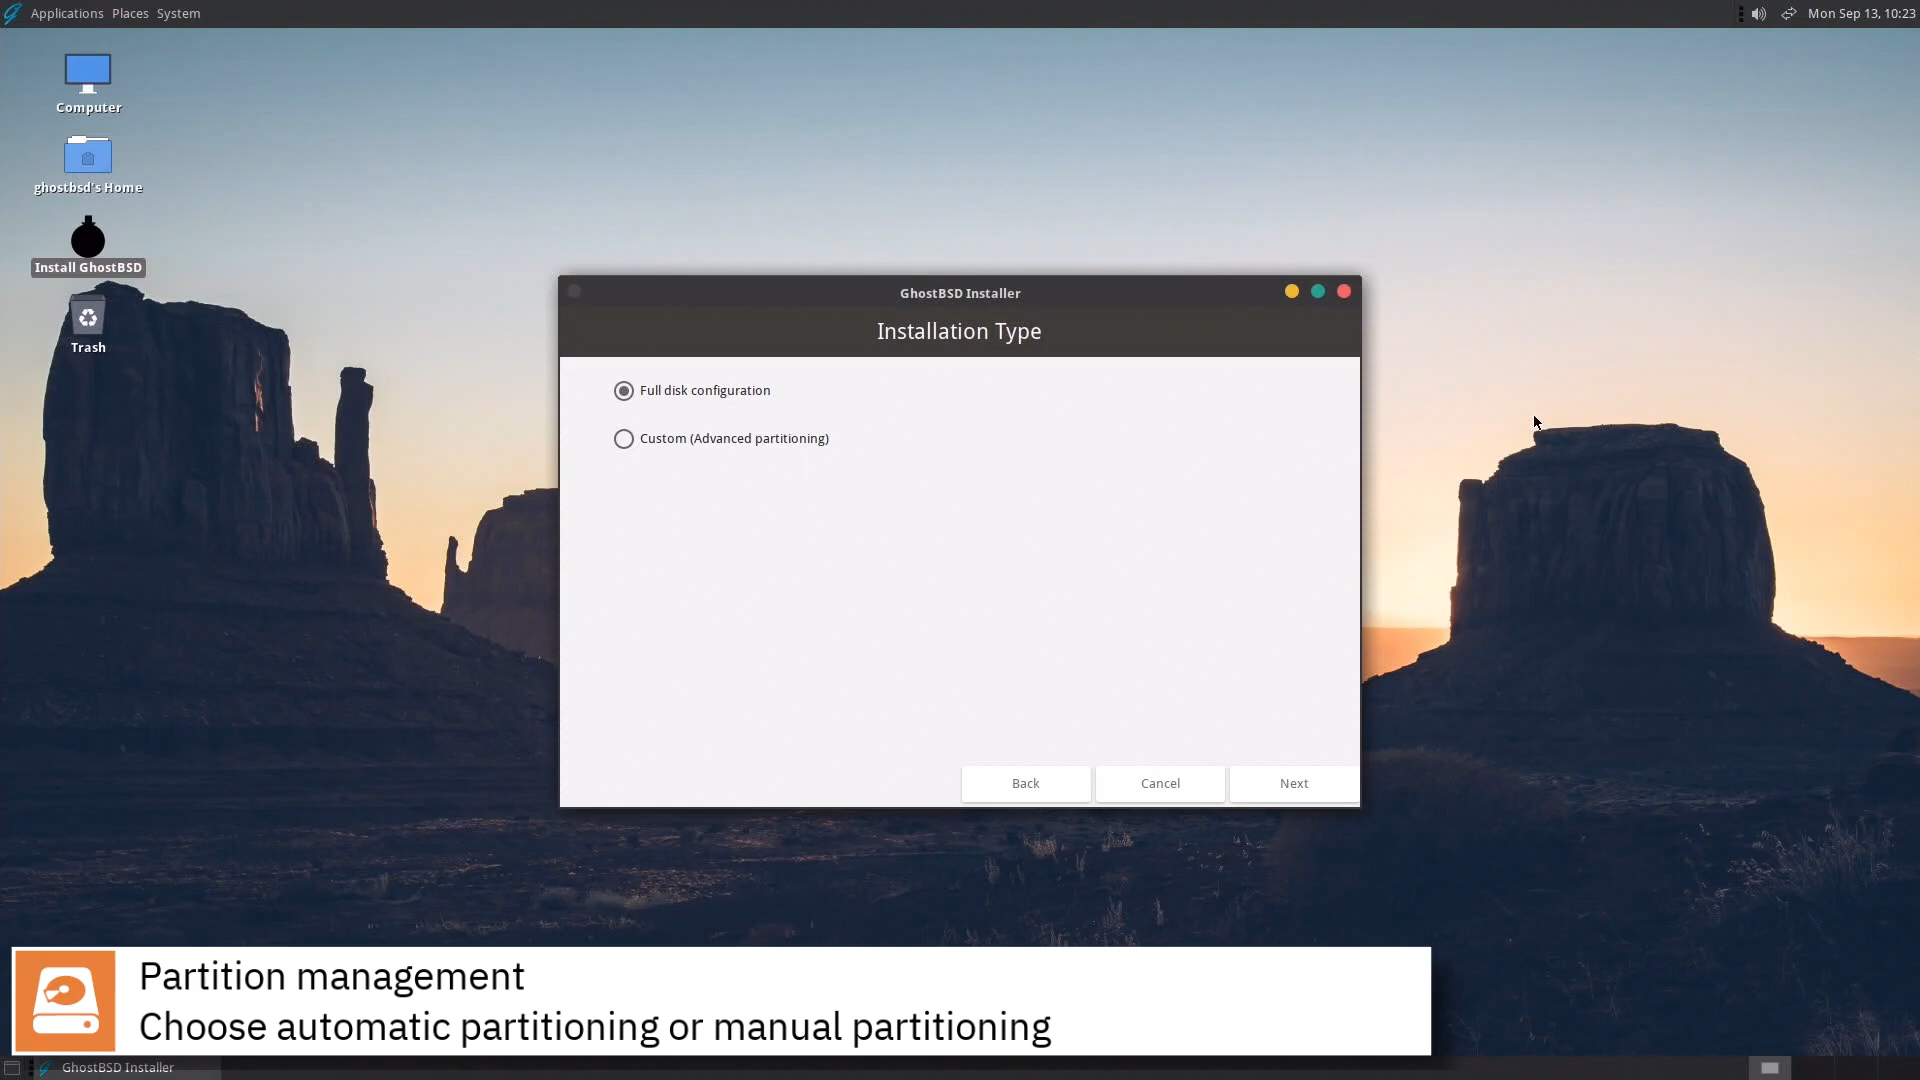 Applications Places System
Mon Sep 13, 10:23
Computer
ghostbsd's Home
Install GhostBSD
Trash
GhostBSD Installer
Installation Type
Full disk configuration
Custom (Advanced partitioning)
Back Cancel Next
Partition management
Choose automatic partitioning or manual partitioning
GhostBSD Installer